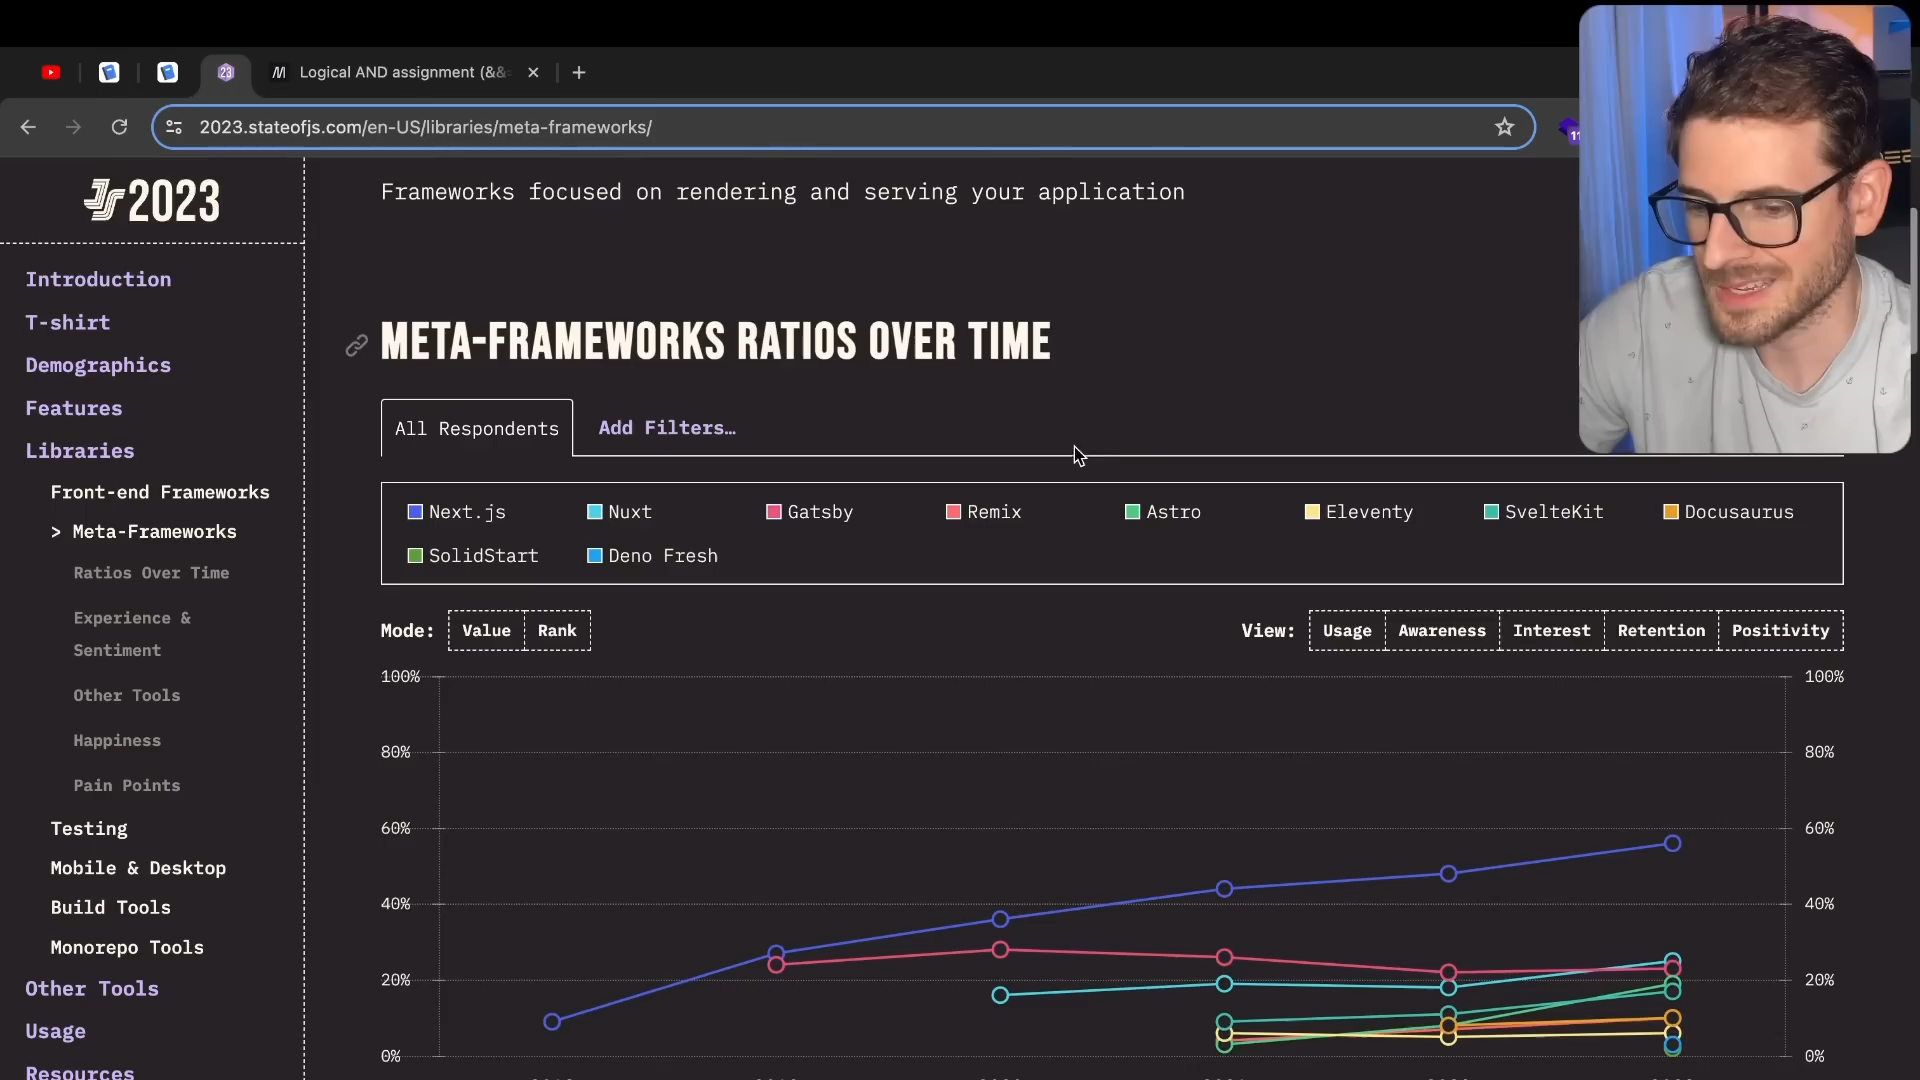 23
Logical AND assignment (&&
2023.stateofjs.com/en-US/libraries/meta-frameworks/
11
2023
Frameworks focused on rendering and serving your application
Introduction
T-shirt
Demographics
Features
Libraries
Front-end Frameworks
> Meta-Frameworks
Ratios Over Time
Experience &
Sentiment
Other Tools
Happiness
Pain Points
Testing
Mobile & Desktop
Build Tools
Monorepo Tools
Other Tools
Usage
Resources
META-FRAMEWORKS RATIOS OVER TIME
All Respondents
Add Filters…
Next.js
Nuxt
Gatsby
Remix
Astro
Eleventy
SvelteKit
Docusaurus
SolidStart
Deno Fresh
Mode:
Value
Rank
View:
Usage
Awareness
Interest
Retention
Positivity
100%
100%
80%
80%
60%
60%
40%
40%
20%
20%
0%
0%